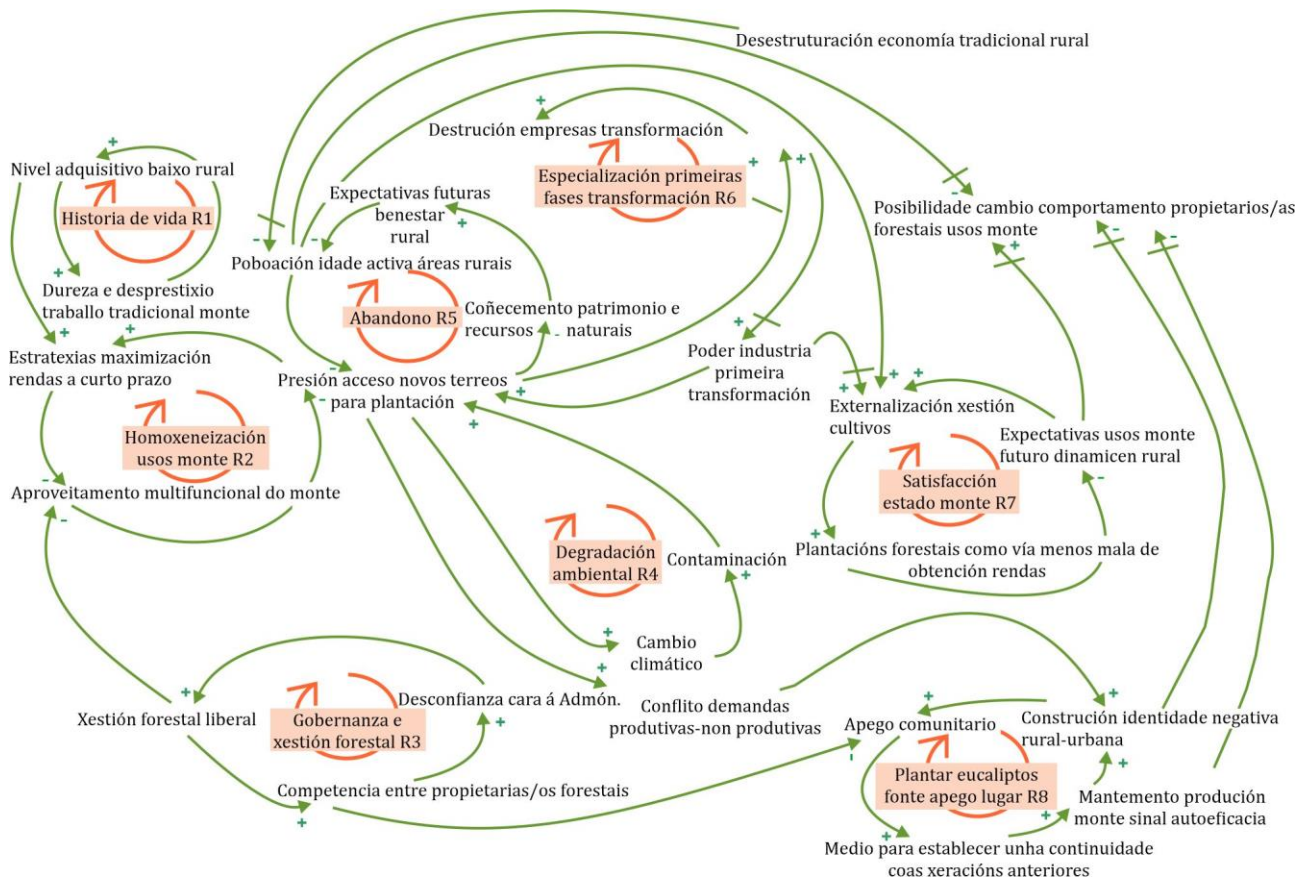 Desestruturación economía tradicional rural
Destrución empresas transformación
Especialización primeiras
fases transformación R6
Nivel adquisitivo baixo rural
Historia de vida R1
Dureza e desprestixio
traballo tradicional monte
Expectativas futuras
benestar
rural
Posibilidade cambio comportamento propietarios/as
forestais usos monte
Poboación idade activa áreas rurais
Abandono R5
Coñecemento patrimonio e
recursos naturais
Estratexias maximización
rendas a curto prazo
Presión acceso novos terreos
para plantación
Poder industria
primeira
transformación
Externalización xestión
cultivos
Expectativas usos monte
futuro dinamicen rural
Homoxeneización
usos monte R2
Satisfacción
estado monte R7
Aproveitamento multifuncional do monte
Degradación
ambiental R4
Contaminación
Plantacións forestais como vía menos mala de
obtención rendas
Cambio
climático
Xestión forestal liberal
Gobernanza e
xestión forestal R3
Desconfianza cara á Admón.
Conflito demandas
produtivas-non produtivas
Apego comunitario
Construción identidade negativa
rural-urbana
Competencia entre propietarias/os forestais
Plantar eucaliptos
fonte apego lugar R8
Mantemento produción
monte sinal autoeficacia
Medio para establecer unha continuidade
coas xeracións anteriores